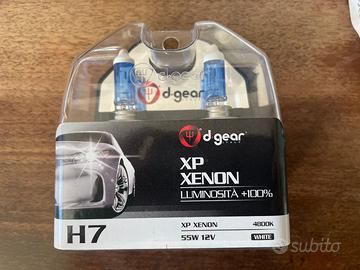 d-gear
d-gear
XP
XENON
LUMINOSITÀ +100%
H7
XP XENON
4800K
55W 12V
WHITE
subito